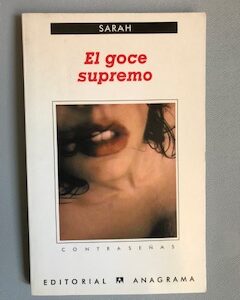 SARAH
El goce
supremo
CONTRASEÑAS
EDITORIAL ANAGRAMA